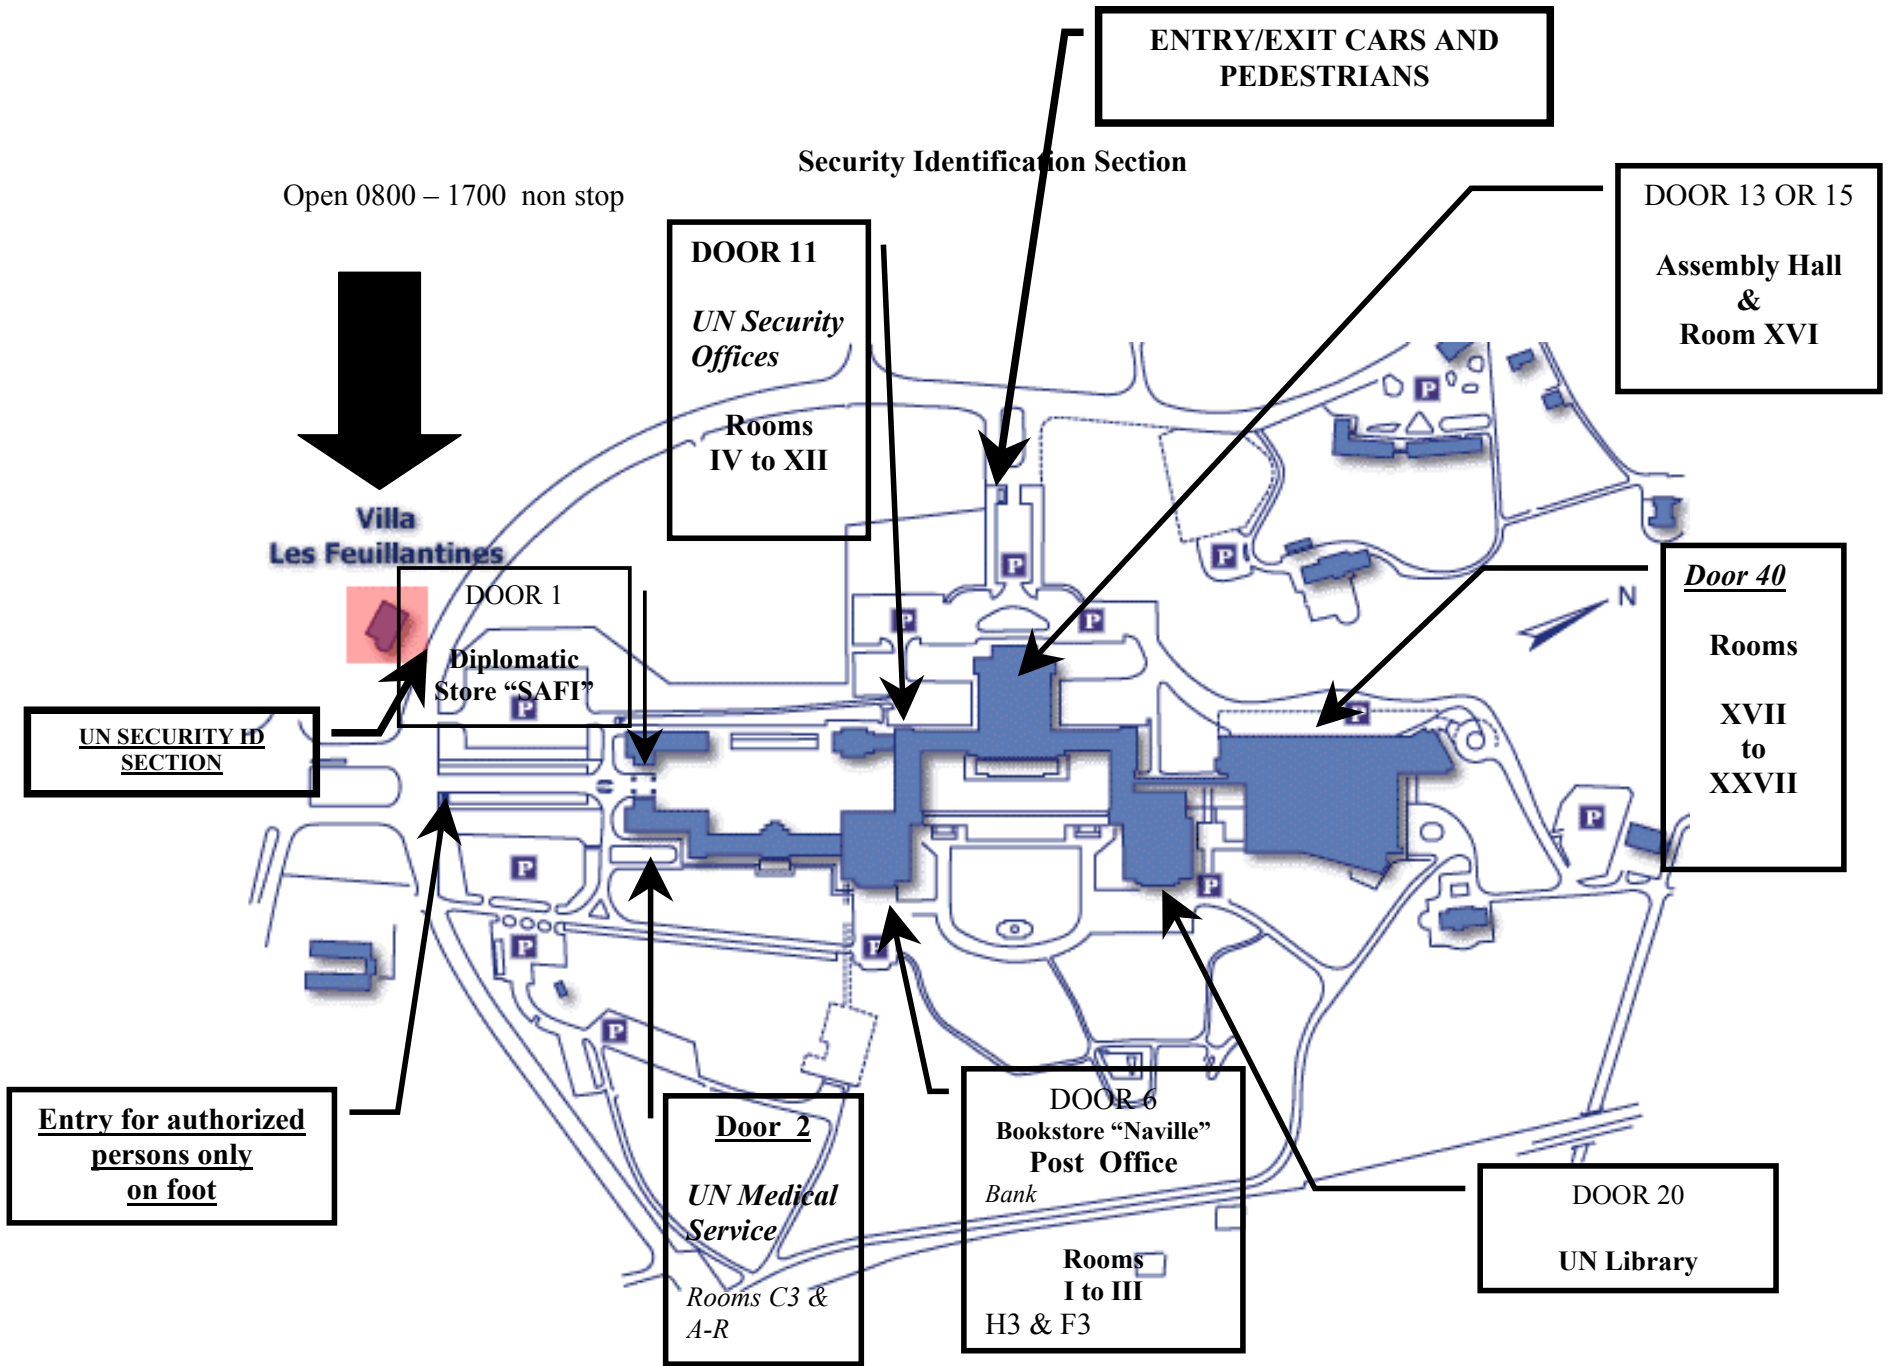 ENTRY/EXIT CARS AND
PEDESTRIANS
Security Identification Section
Open 0800 – 1700  non stop
DOOR 13 OR 15
Assembly Hall
&
Room XVI
DOOR 11
UN Security
Offices
Rooms
IV to XII
Villa
Les Feuillantines
DOOR 1
Diplomatic
Store “SAFI”
UN SECURITY ID
SECTION
Door 40
Rooms
XVII
to
XXVII
N
P
P
P
P
P
P
P
P
P
P
P
P
P
Entry for authorized
persons only
on foot
Door  2
UN Medical
Service
Rooms C3 &
A-R
DOOR 6
Bookstore “Naville”
Post  Office
Bank
Rooms
I to III
H3 & F3
DOOR 20
UN Library